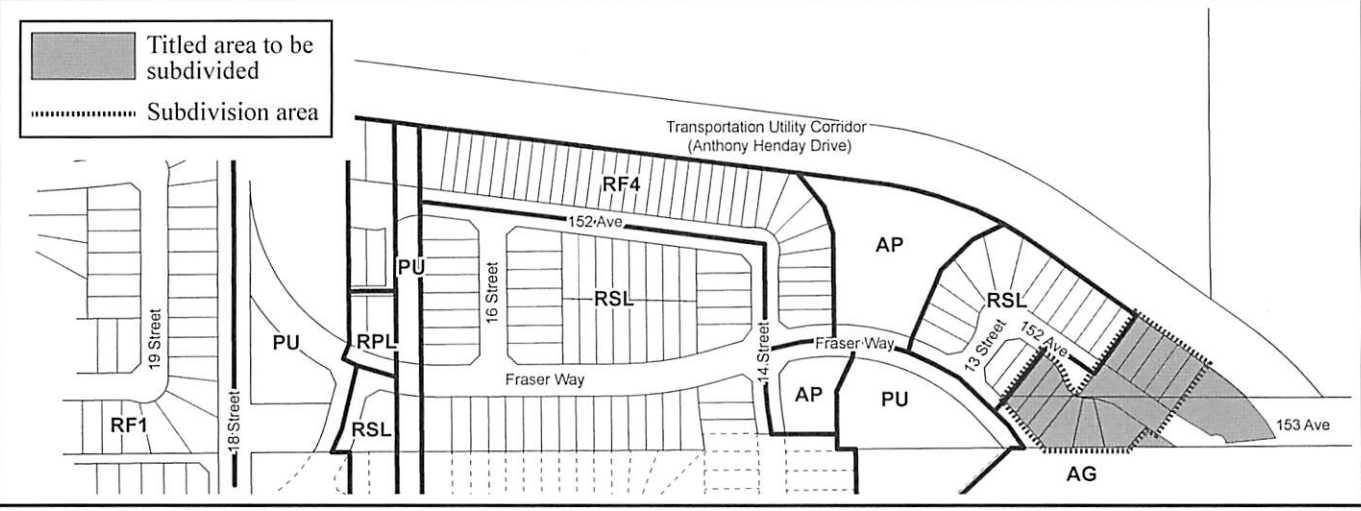 Titled area to be
subdivided
Subdivision area
Transportation Utility Corridor
(Anthony Henday Drive)
RF4
152 Ave
AP
PU
16 Street
RSL
RSL
152 Ave
13 Street
19 Street
PU
RPL
14 Street
Fraser Way
Fraser Way
AP
PU
RF1
18 Street
RSL
153 Ave
AG